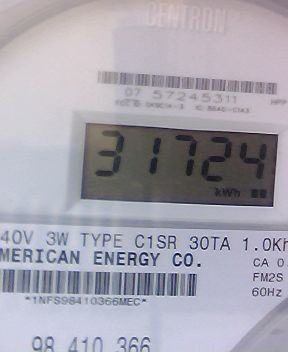 CENTRON
07 57245311
31724
kWh
40V 3W TYPE C1SR 30TA 1.0Kh
MERICAN ENERGY CO.
CA 0.
FM2S
60Hz
*1NFS98410366MEC*
98 410 366